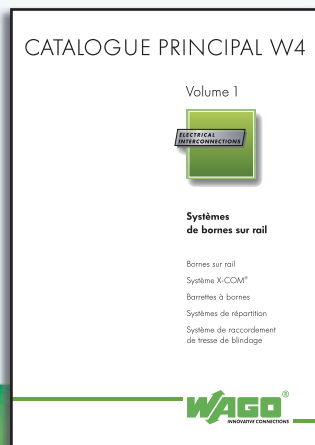 CATALOGUE PRINCIPAL W4
Volume 1
ELECTRICAL
INTERCONNECTIONS
Systèmes
de bornes sur rail
Bornes sur rail
Système X-COM®
Barrettes à bornes
Systèmes de répartition
Système de raccordement
de tresse de blindage
WAGO®
INNOVATIVE CONNECTIONS